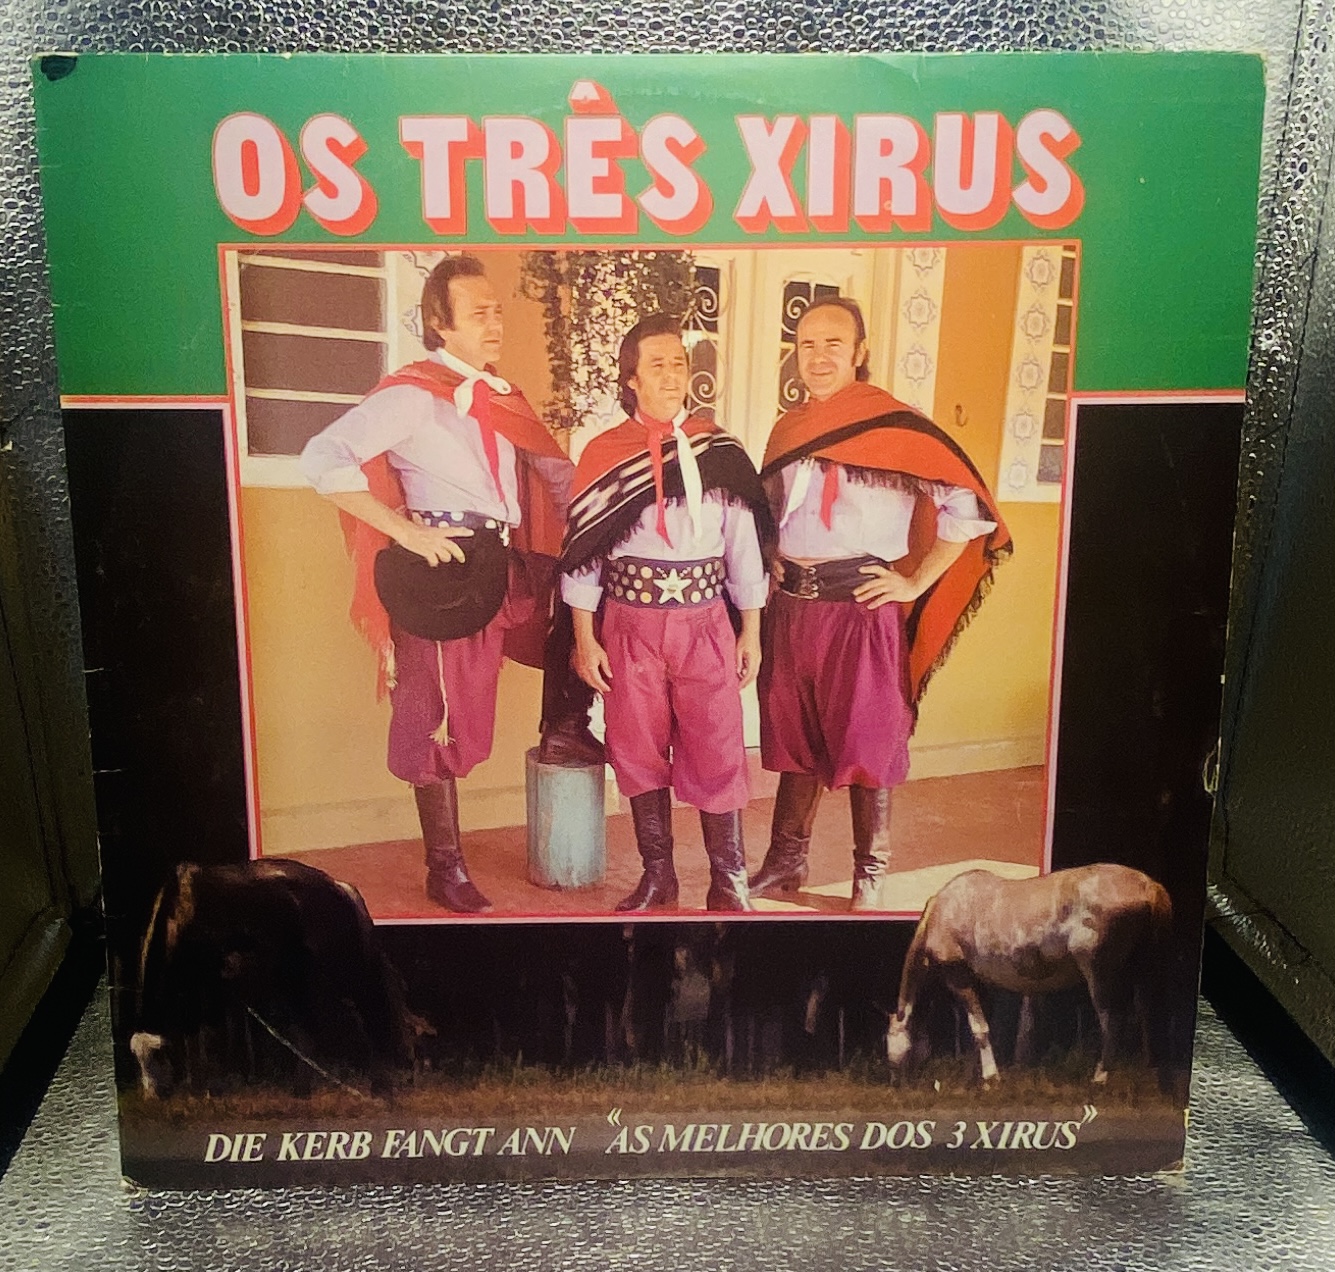 OS TRÊS XIRUS
DIE KERB FANGT ANN «AS MELHORES DOS 3 XIRUS»